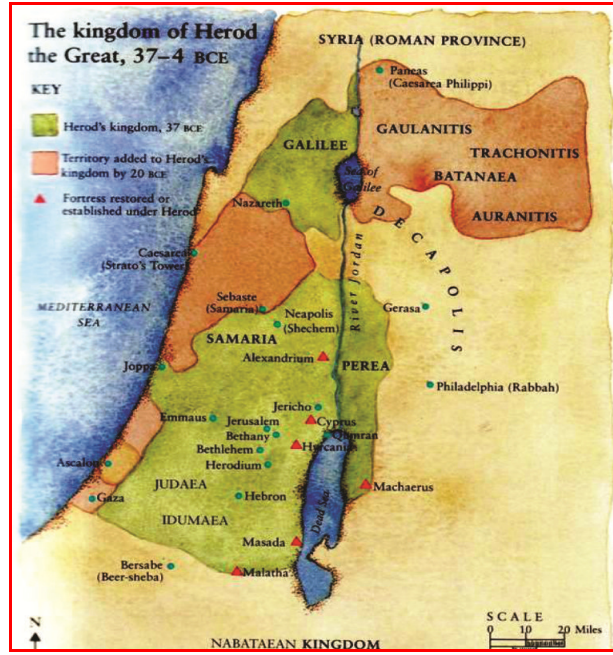 The kingdom of Herod
the Great, 37–4 BCE
KEY
Herod's kingdom, 37 BCE
Territory added to Herod's
kingdom by 20 BCE
Fortress restored or
established under Herod
SYRIA (ROMAN PROVINCE)
Paneas
(Caesarea Philippi)
GAULANITIS
TRACHONITIS
BATANAEA
AURANITIS
GALILEE
Sea of
Galilee
Nazareth
DECAPOLIS
Caesarea
(Strato's Tower)
MEDITERRANEAN
SEA
River Jordan
Sebaste
(Samaria)
Neapolis
(Shechem)
Gerasa
SAMARIA
Alexandrium
PEREA
Joppa
Philadelphia (Rabbah)
Jericho
Emmaus
Jerusalem
Cyprus
Bethany
Qumran
Bethlehem
Hyrcania
Ascalon
Herodium
JUDAEA
Machaerus
Gaza
Hebron
Dead Sea
IDUMAEA
Masada
Bersabe
(Beer-sheba)
Malatha
N
NABATAEAN KINGDOM
SCALE
0 10 20 Miles